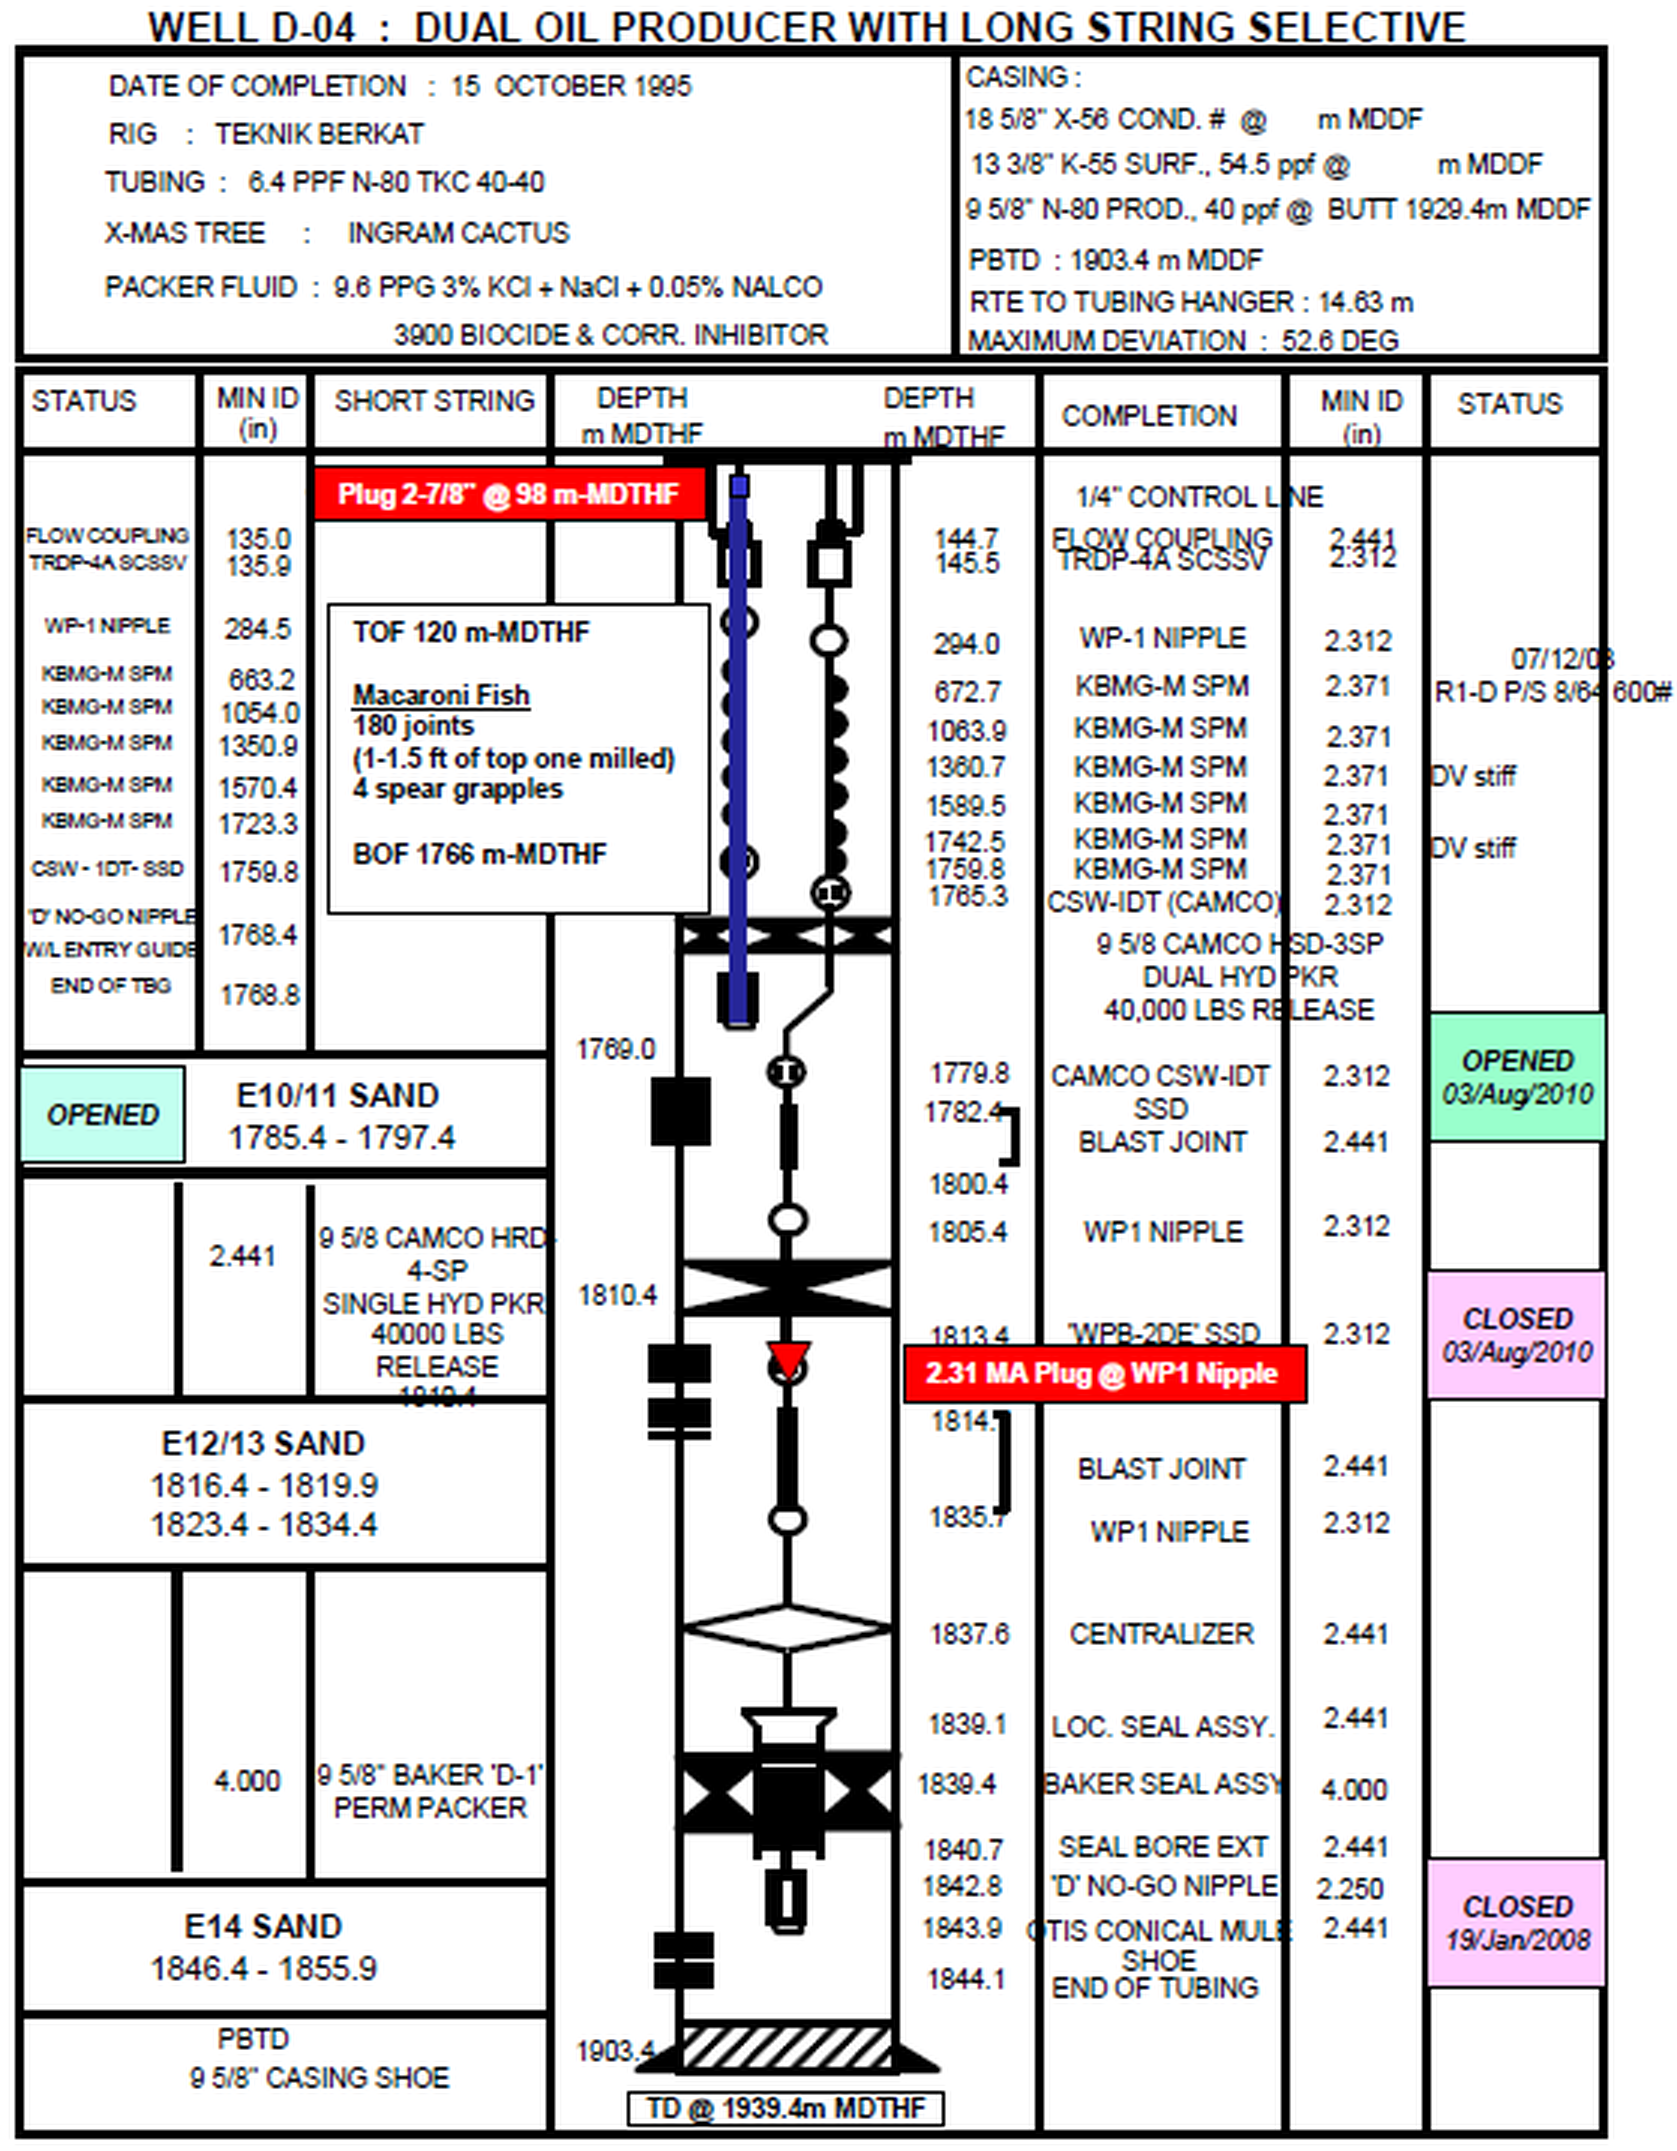 WELL D-04 : DUAL OIL PRODUCER WITH LONG STRING SELECTIVE
DATE OF COMPLETION : 15 OCTOBER 1995
RIG : TEKNIK BERKAT
TUBING : 6.4 PPF N-80 TKC 40-40
X-MAS TREE : INGRAM CACTUS
PACKER FLUID : 9.6 PPG 3% KCl + NaCl + 0.05% NALCO
3900 BIOCIDE & CORR. INHIBITOR
CASING :
18 5/8" X-56 COND. # @ m MDDF
13 3/8" K-55 SURF., 54.5 ppf @ m MDDF
9 5/8" N-80 PROD., 40 ppf @ BUTT 1929.4m MDDF
PBTD : 1903.4 m MDDF
RTE TO TUBING HANGER : 14.63 m
MAXIMUM DEVIATION : 52.6 DEG
STATUS
MIN ID
(in)
SHORT STRING
DEPTH
m MDTHF
DEPTH
m MDTHF
COMPLETION
MIN ID
(in)
STATUS
Plug 2-7/8" @ 98 m-MDTHF
1/4" CONTROL LINE
FLOW COUPLING 135.0
TRDP-4A SCSSV 135.9
WP-1 NIPPLE 284.5
KBMG-M SPM 663.2
KBMG-M SPM 1054.0
KBMG-M SPM 1350.9
KBMG-M SPM 1570.4
KBMG-M SPM 1723.3
CSW - 1DT- SSD 1759.8
'D' NO-GO NIPPLE 1768.4
W/L ENTRY GUIDE
END OF TBG 1768.8
TOF 120 m-MDTHF
Macaroni Fish
180 joints
(1-1.5 ft of top one milled)
4 spear grapples
BOF 1766 m-MDTHF
144.7 FLOW COUPLING 2.441
145.5 TRDP-4A SCSSV 2.312
294.0 WP-1 NIPPLE 2.312
07/12/03
672.7 KBMG-M SPM 2.371 R1-D P/S 8/64 600#
1063.9 KBMG-M SPM 2.371
1360.7 KBMG-M SPM 2.371 DV stiff
1589.5 KBMG-M SPM 2.371
1742.5 KBMG-M SPM 2.371 DV stiff
1759.8 KBMG-M SPM 2.371
1765.3 CSW-IDT (CAMCO) 2.312
9 5/8 CAMCO HSD-3SP
DUAL HYD PKR
40,000 LBS RELEASE
1769.0
OPENED
E10/11 SAND
1785.4 - 1797.4
1779.8 CAMCO CSW-IDT 2.312
SSD
1782.4
BLAST JOINT 2.441
1800.4
OPENED
03/Aug/2010
1805.4 WP1 NIPPLE 2.312
2.441
9 5/8 CAMCO HRD-
4-SP
SINGLE HYD PKR
40000 LBS
RELEASE
1810.4
1810.4
1813.4 'WPB-2DE' SSD 2.312
CLOSED
03/Aug/2010
2.31 MA Plug @ WP1 Nipple
E12/13 SAND
1816.4 - 1819.9
1823.4 - 1834.4
1814.
BLAST JOINT 2.441
1835.7
WP1 NIPPLE 2.312
1837.6 CENTRALIZER 2.441
1839.1 LOC. SEAL ASSY. 2.441
4.000
9 5/8" BAKER 'D-1'
PERM PACKER
1839.4 BAKER SEAL ASSY 4.000
1840.7 SEAL BORE EXT 2.441
1842.8 'D' NO-GO NIPPLE 2.250
1843.9 OTIS CONICAL MULE 2.441
SHOE
1844.1 END OF TUBING
CLOSED
19/Jan/2008
E14 SAND
1846.4 - 1855.9
PBTD
9 5/8" CASING SHOE
1903.4
TD @ 1939.4m MDTHF